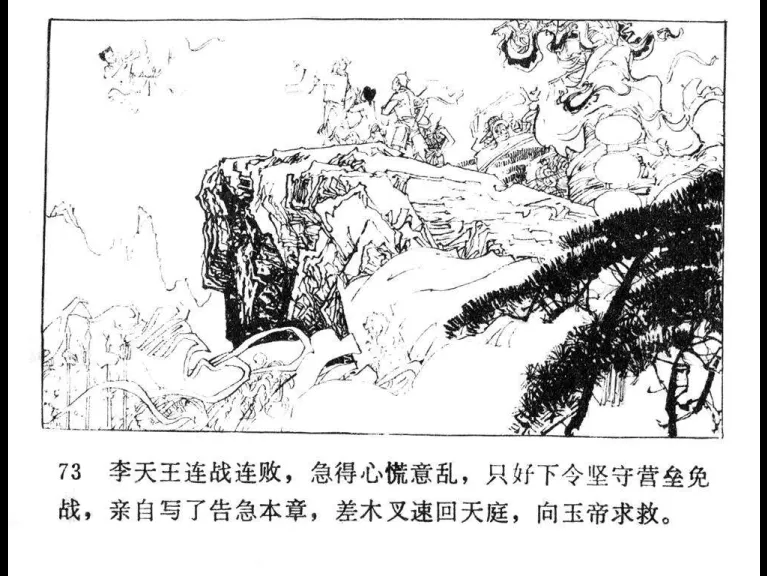 73 李天王连战连败，急得心慌意乱，只好下令坚守营垒免
战，亲自写了告急本章，差木叉速回天庭，向玉帝求救。